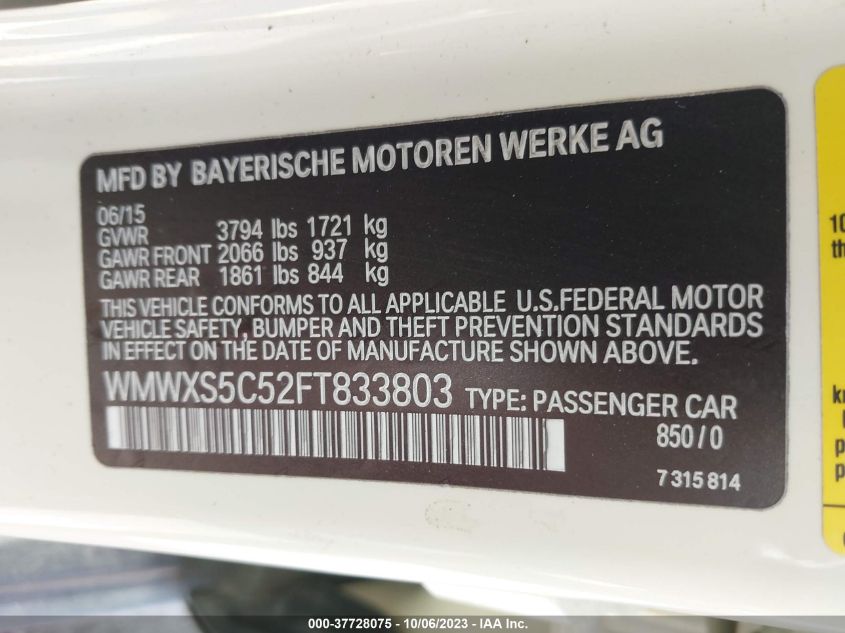 MFD BY BAYERISCHE MOTOREN WERKE AG
06/15
GVWR 3794 lbs 1721 kg
GAWR FRONT 2066 lbs 937 kg
GAWR REAR 1861 lbs 844 kg
THIS VEHICLE CONFORMS TO ALL APPLICABLE U.S.FEDERAL MOTOR
VEHICLE SAFETY, BUMPER AND THEFT PREVENTION STANDARDS
IN EFFECT ON THE DATE OF MANUFACTURE SHOWN ABOVE.
WMWXS5C52FT833803 TYPE: PASSENGER CAR
850/0
7315814
000-37728075 - 10/06/2023 - IAA Inc.